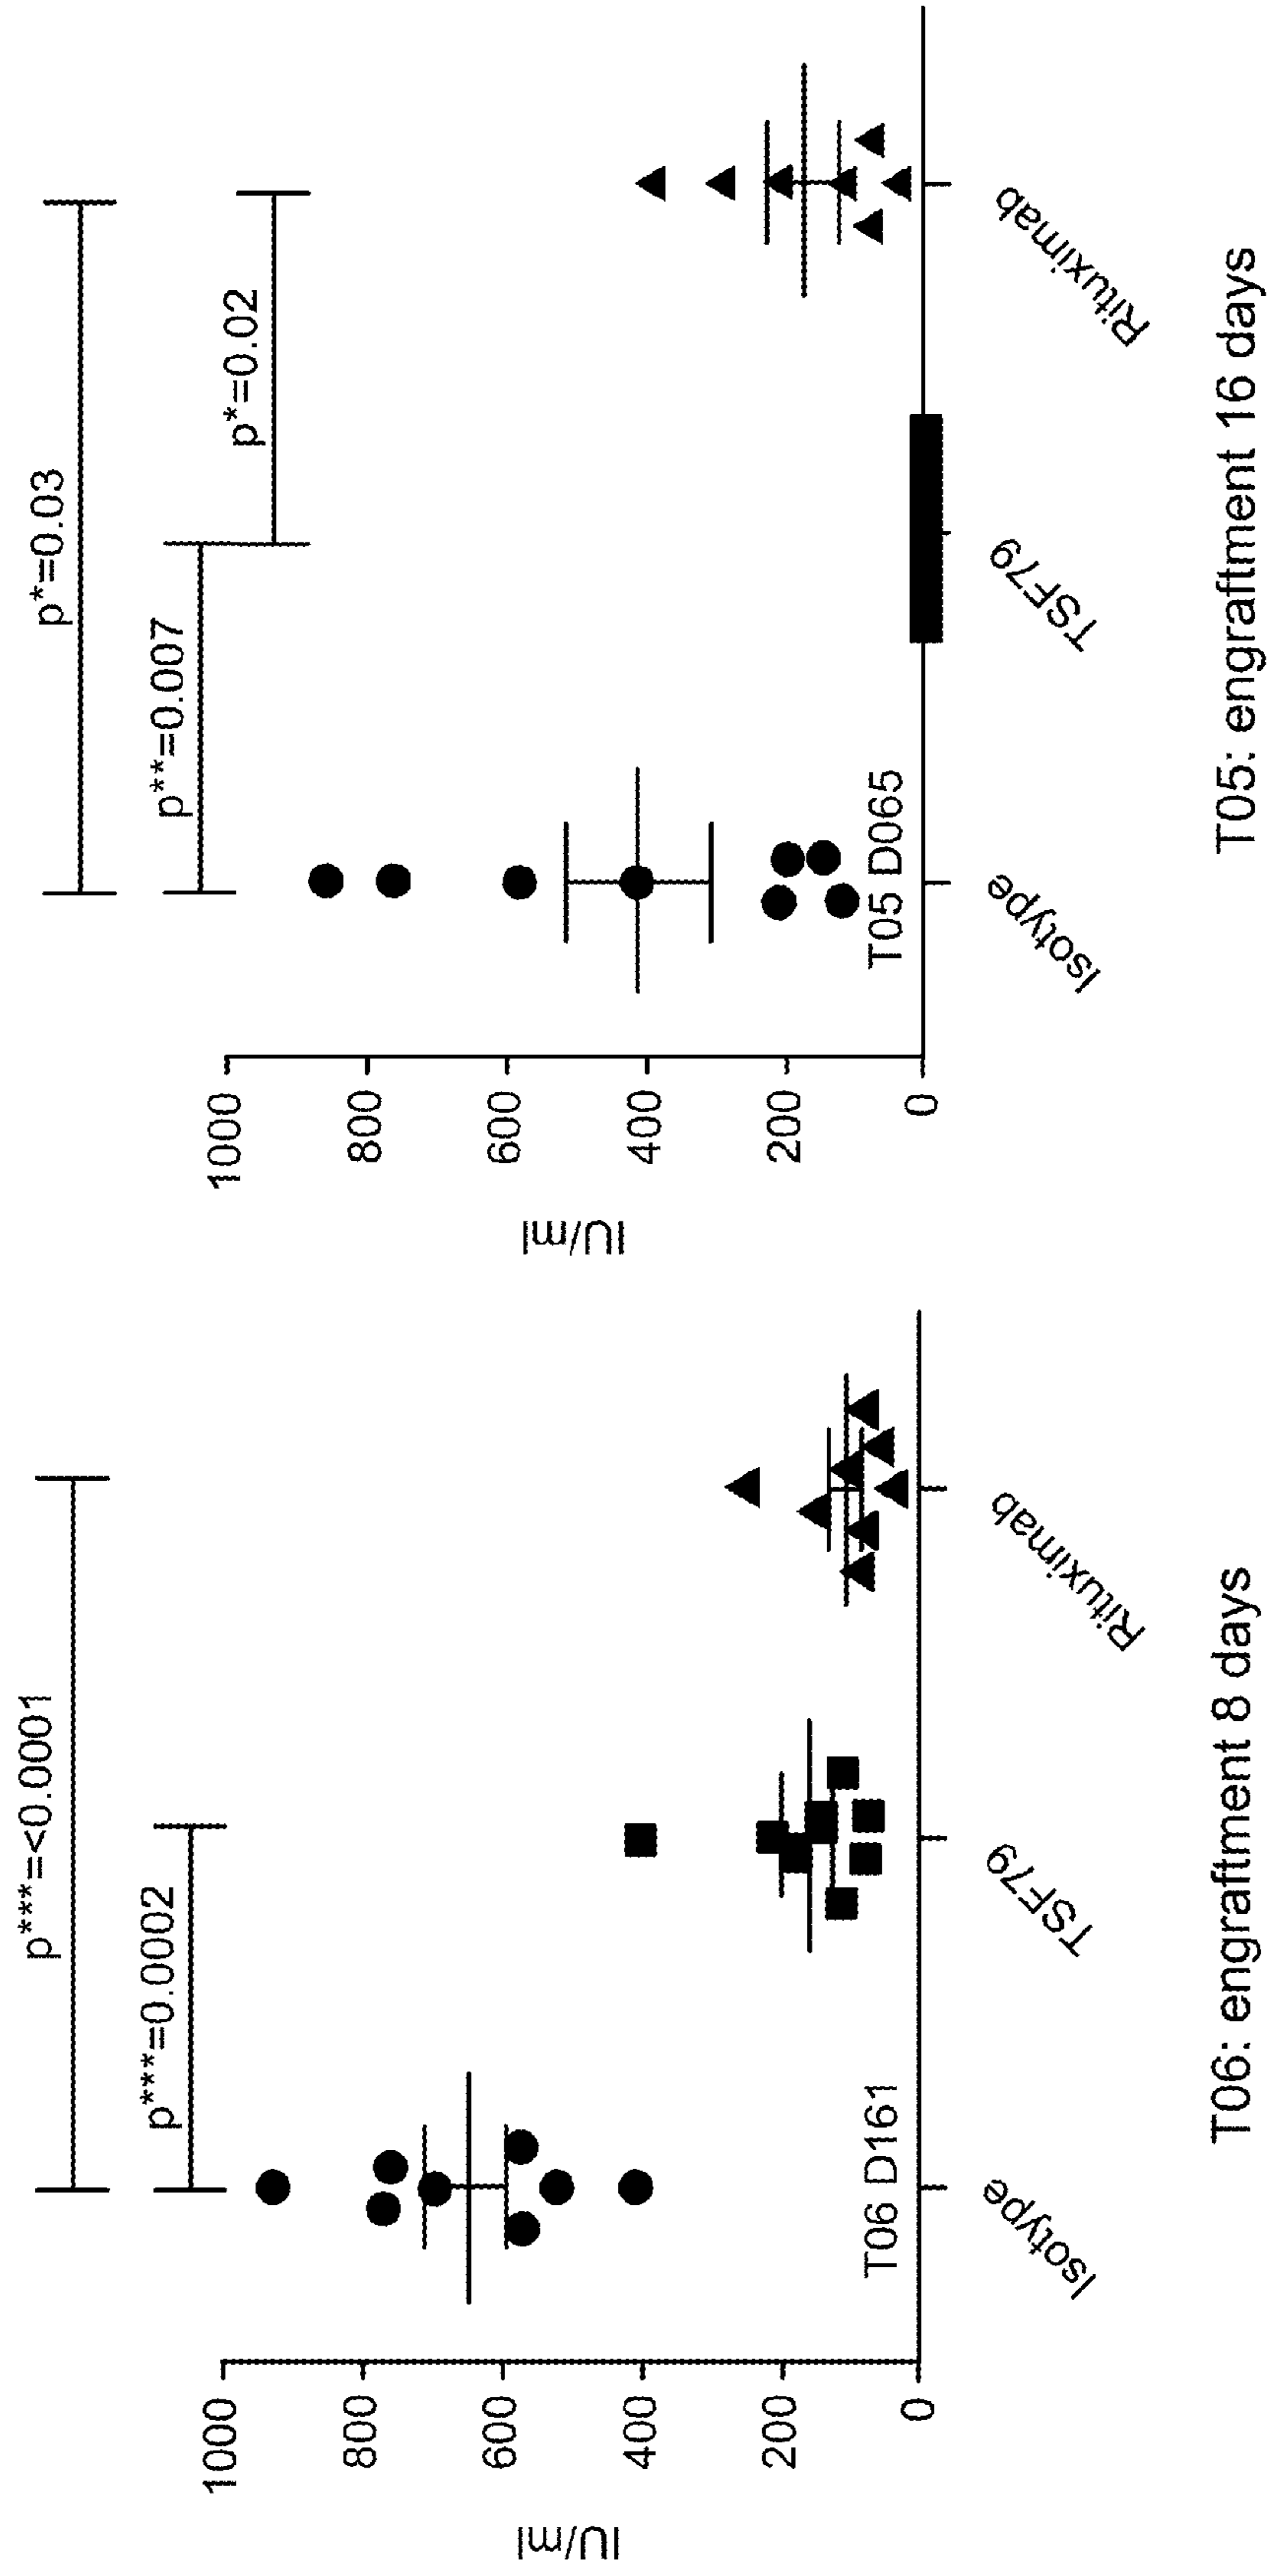 p***=<0.0001
p***=0.0002
1000
800
600
400
200
0
IU/ml
T06 D161
Isotype
TSF79
Rituximab
T06: engraftment 8 days
p*=0.03
p**=0.007
p*=0.02
1000
800
600
400
200
0
IU/ml
T05 D065
Isotype
TSF79
Rituximab
T05: engraftment 16 days